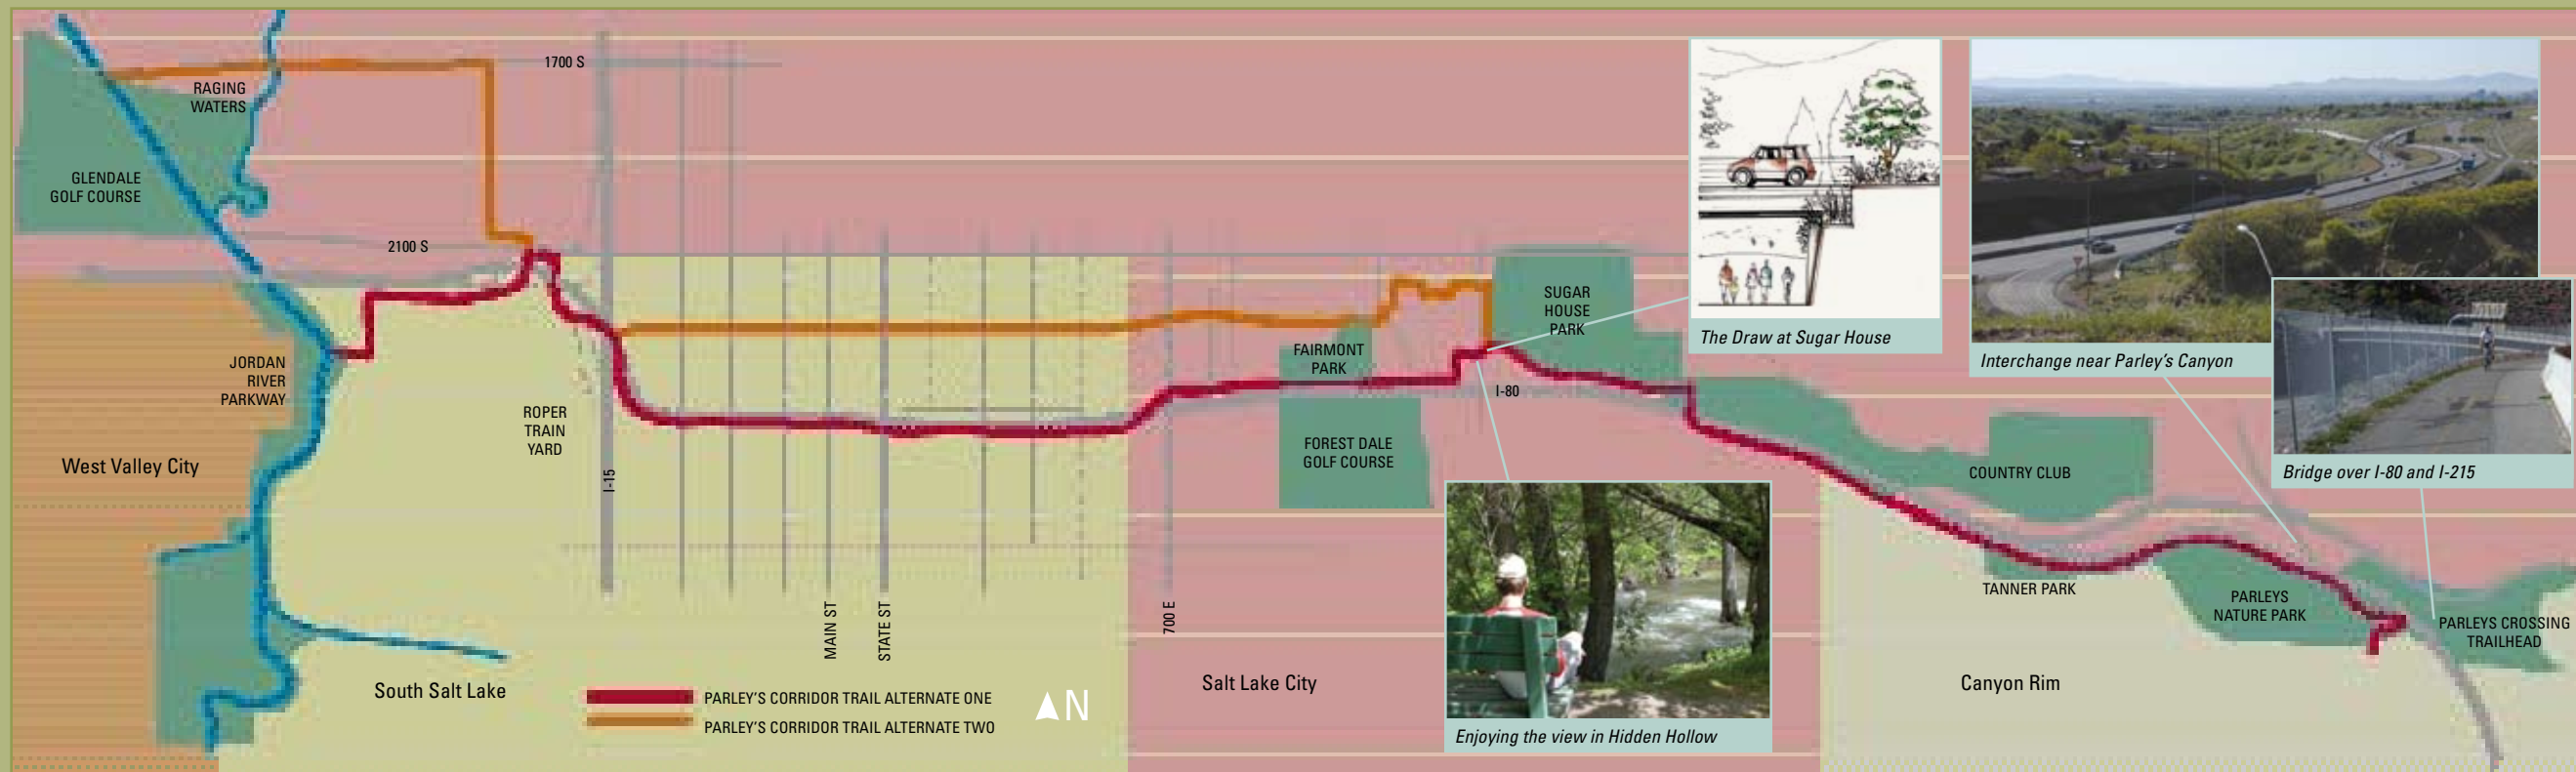 1700 S
RAGING
WATERS
GLENDALE
GOLF COURSE
2100 S
JORDAN
RIVER
PARKWAY
West Valley City
ROPER
TRAIN
YARD
I-15
MAIN ST
STATE ST
700 E
South Salt Lake
PARLEY'S CORRIDOR TRAIL ALTERNATE ONE
PARLEY'S CORRIDOR TRAIL ALTERNATE TWO
N
Salt Lake City
FAIRMONT
PARK
FOREST DALE
GOLF COURSE
SUGAR
HOUSE
PARK
I-80
The Draw at Sugar House
Interchange near Parley's Canyon
Bridge over I-80 and I-215
Enjoying the view in Hidden Hollow
COUNTRY CLUB
TANNER PARK
PARLEYS
NATURE PARK
PARLEYS CROSSING
TRAILHEAD
Canyon Rim